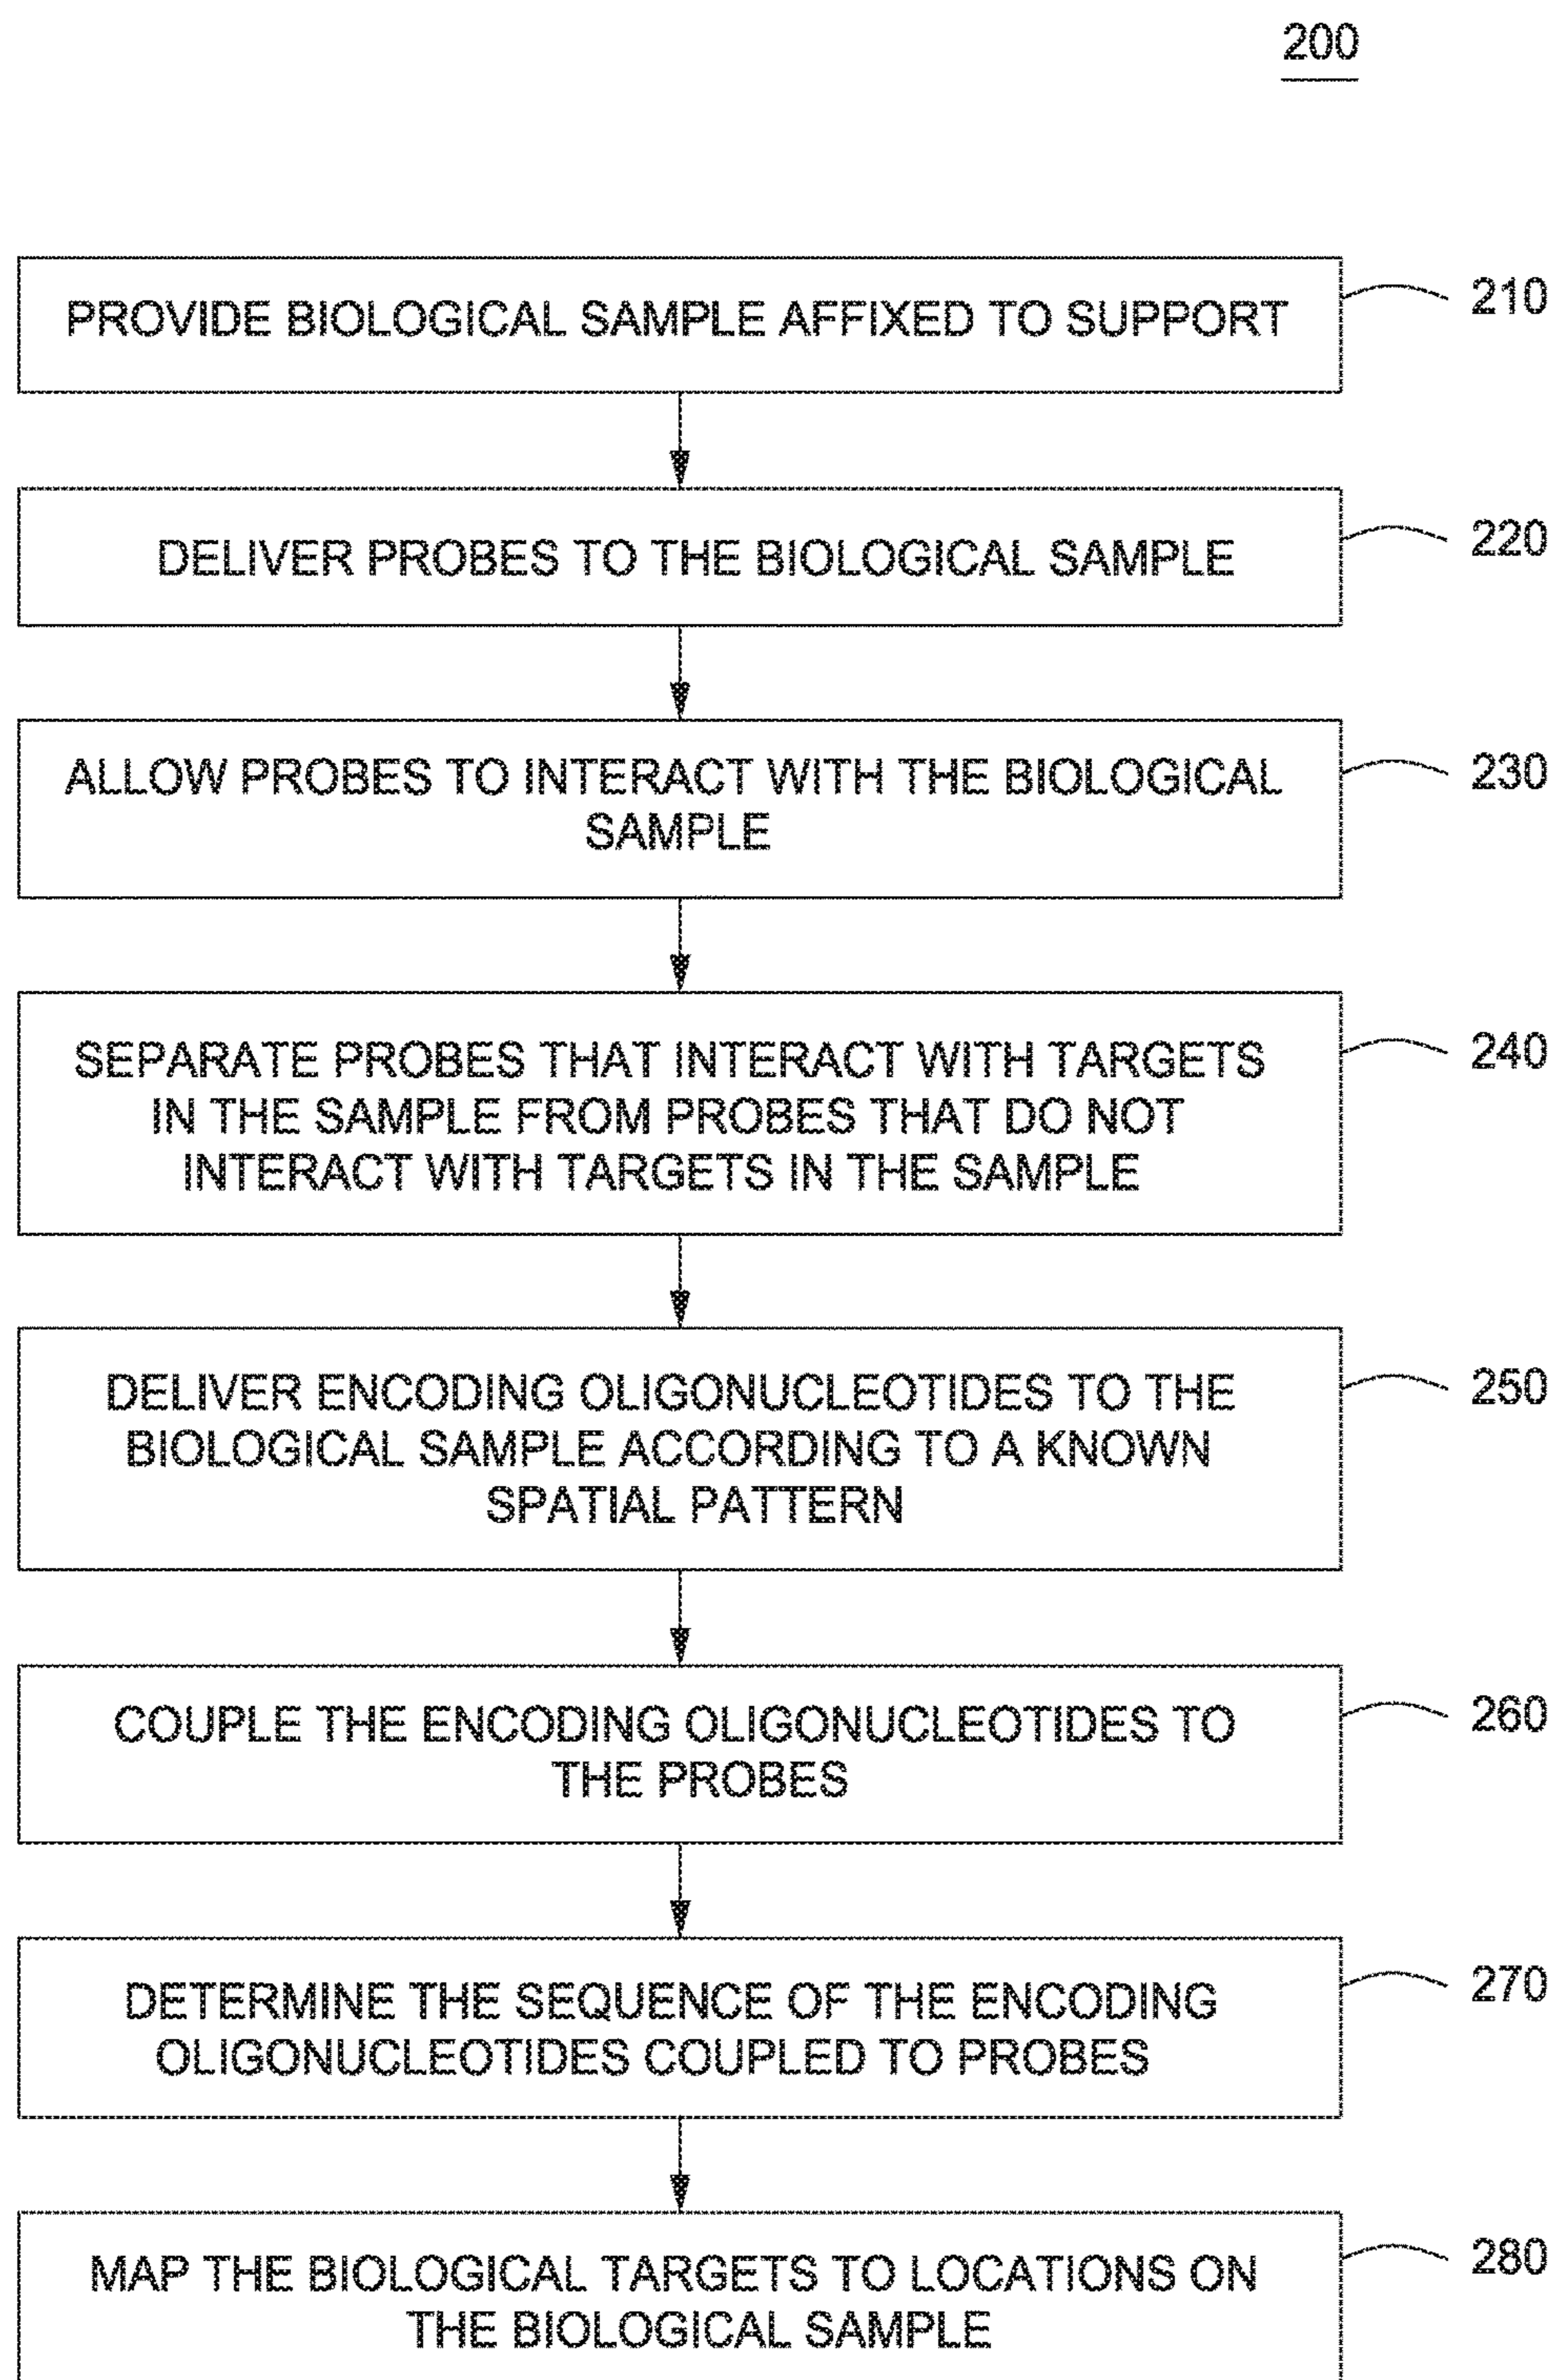 200
PROVIDE BIOLOGICAL SAMPLE AFFIXED TO SUPPORT
210
DELIVER PROBES TO THE BIOLOGICAL SAMPLE
220
ALLOW PROBES TO INTERACT WITH THE BIOLOGICAL
SAMPLE
230
SEPARATE PROBES THAT INTERACT WITH TARGETS
IN THE SAMPLE FROM PROBES THAT DO NOT
INTERACT WITH TARGETS IN THE SAMPLE
240
DELIVER ENCODING OLIGONUCLEOTIDES TO THE
BIOLOGICAL SAMPLE ACCORDING TO A KNOWN
SPATIAL PATTERN
250
COUPLE THE ENCODING OLIGONUCLEOTIDES TO
THE PROBES
260
DETERMINE THE SEQUENCE OF THE ENCODING
OLIGONUCLEOTIDES COUPLED TO PROBES
270
MAP THE BIOLOGICAL TARGETS TO LOCATIONS ON
THE BIOLOGICAL SAMPLE
280